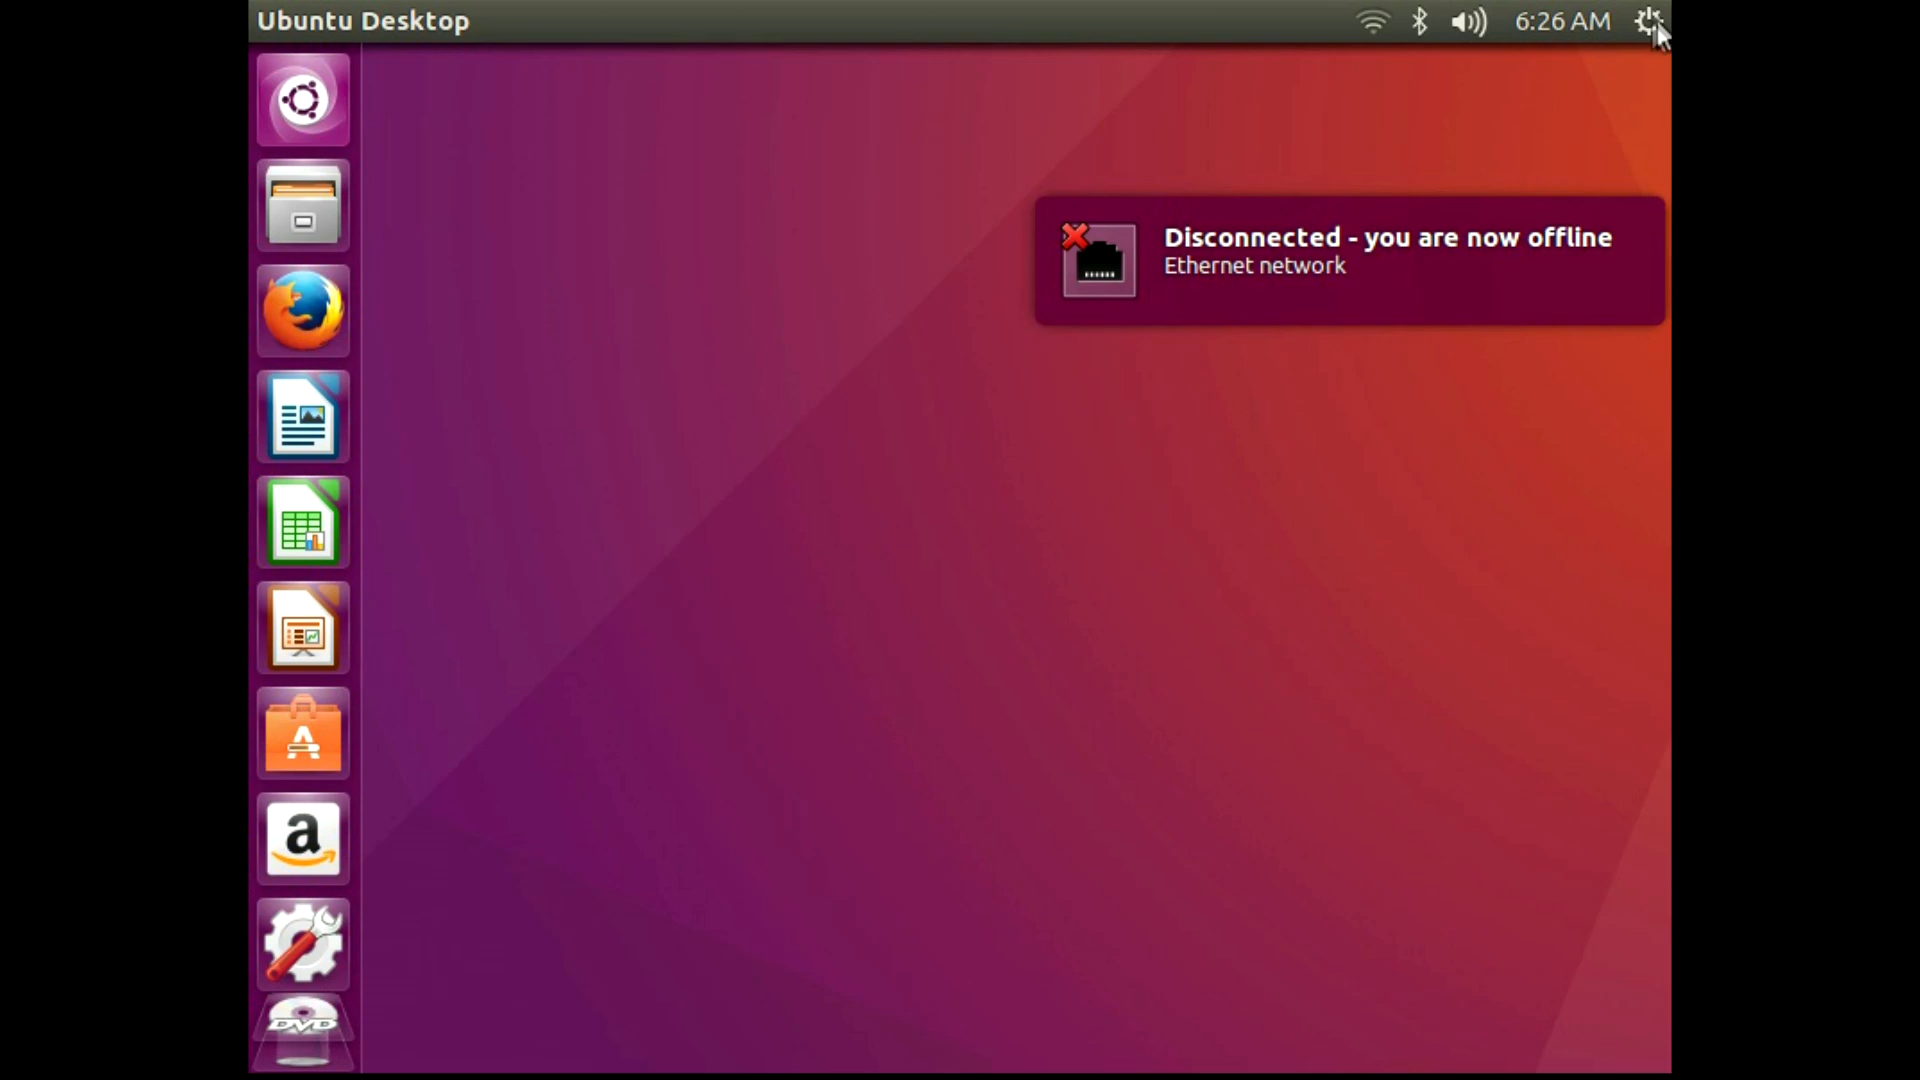 Ubuntu Desktop
6:26 AM
Disconnected - you are now offline
Ethernet network
A
a
DVD